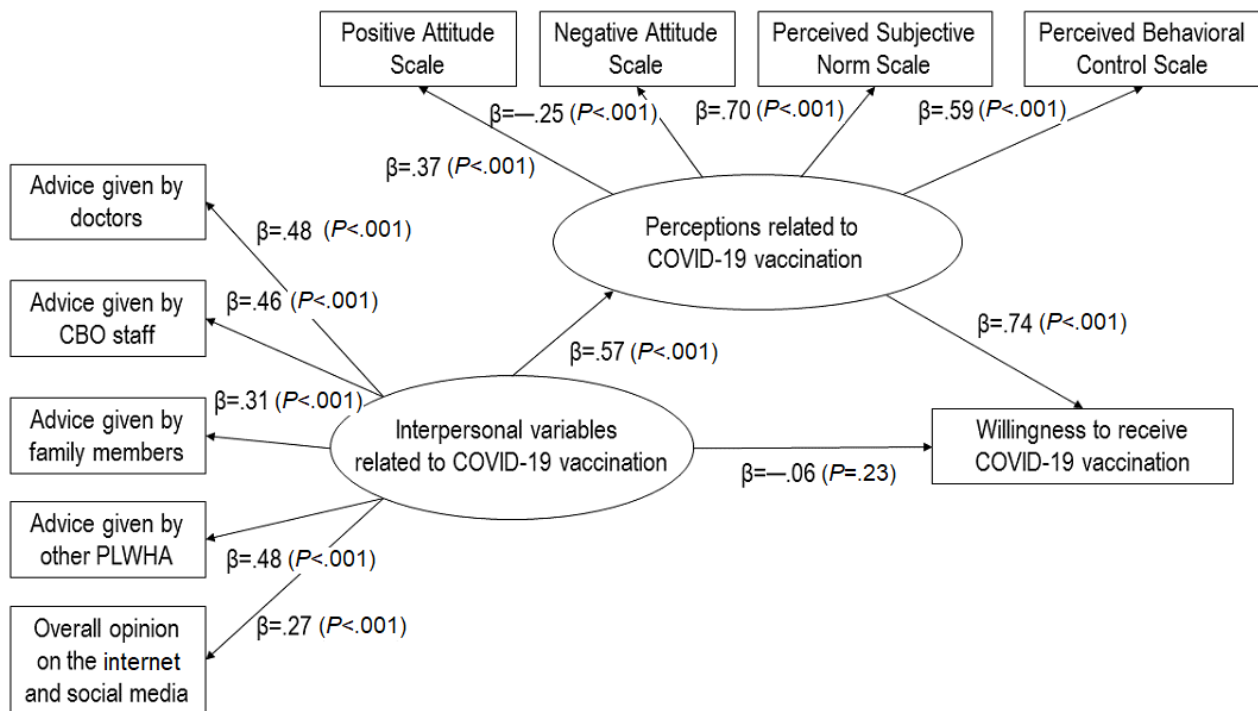 Positive Attitude
Scale
Negative Attitude
Scale
Perceived Subjective
Norm Scale
Perceived Behavioral
Control Scale
β=—.25 (P<.001)
β=.70 (P<.001)
β=.59 (P<.001)
β=.37 (P<.001)
Advice given by
doctors
β=.48 (P<.001)
Perceptions related to
COVID-19 vaccination
Advice given by
CBO staff
β=.46 (P<.001)
β=.74 (P<.001)
β=.57 (P<.001)
Advice given by
family members
β=.31 (P<.001)
Interpersonal variables
related to COVID-19 vaccination
Willingness to receive
COVID-19 vaccination
β=—.06 (P=.23)
Advice given by
other PLWHA
β=.48 (P<.001)
Overall opinion
on the internet
and social media
β=.27 (P<.001)